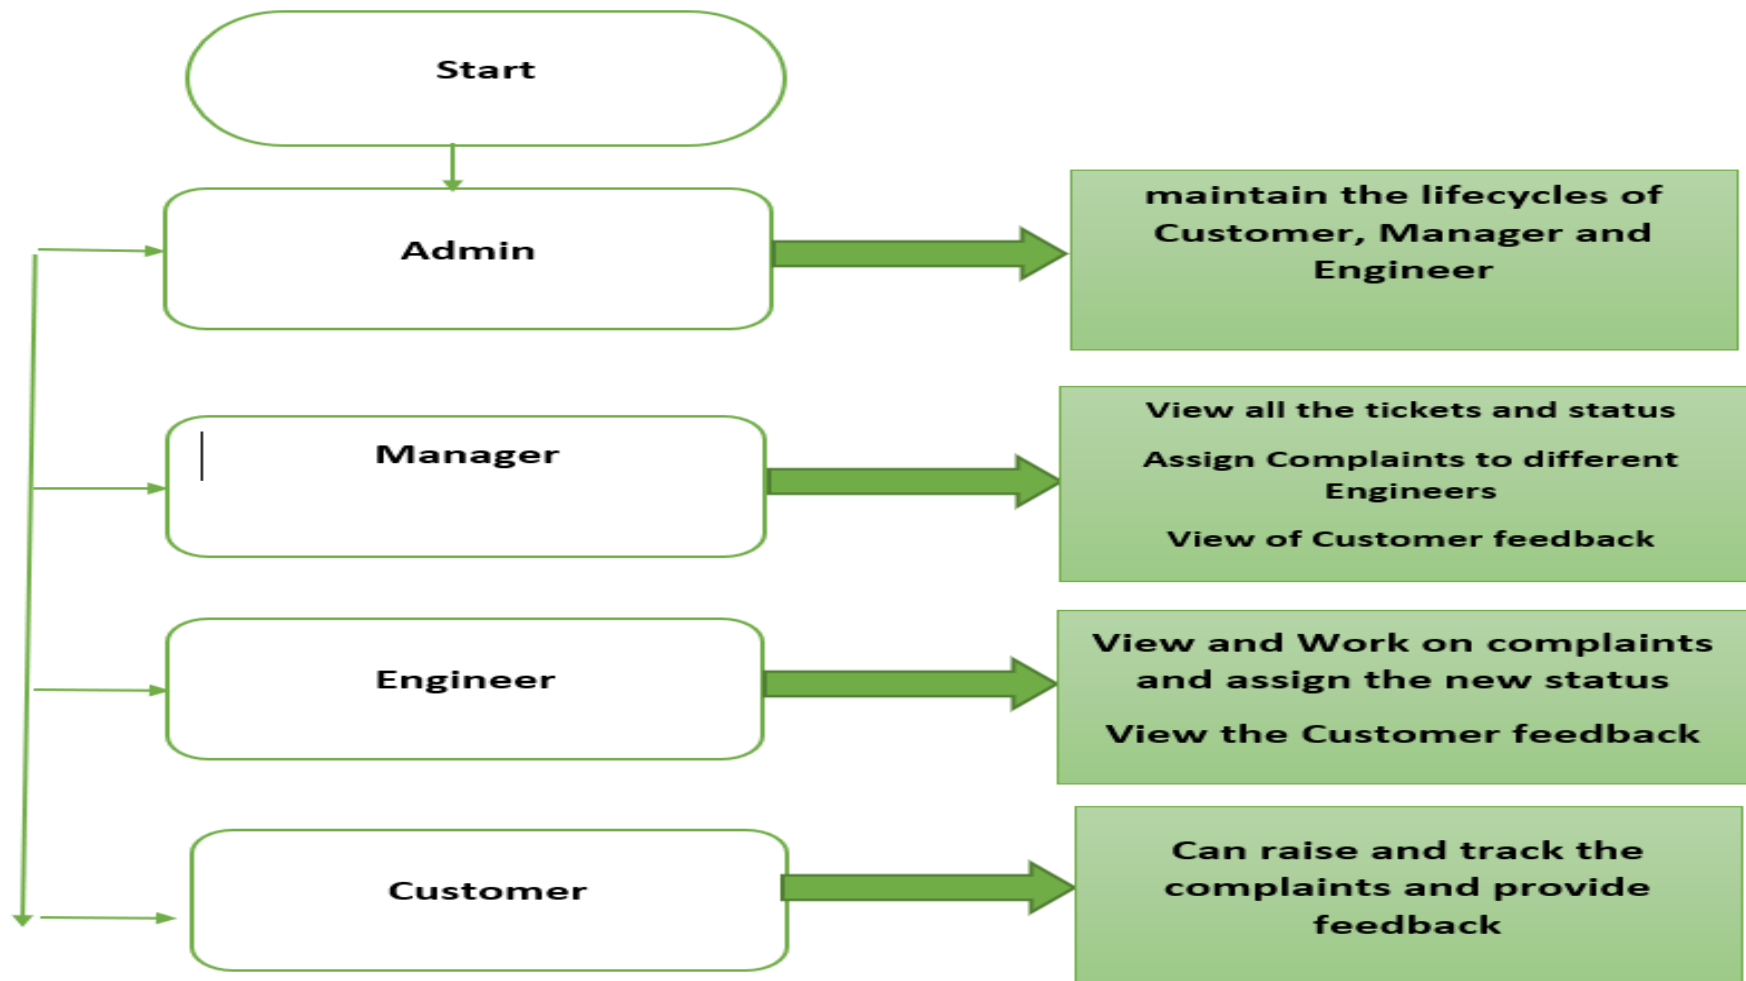 Start
Admin
maintain the lifecycles of
Customer, Manager and
Engineer
Manager
View all the tickets and status
Assign Complaints to different
Engineers
View of Customer feedback
Engineer
View and Work on complaints
and assign the new status
View the Customer feedback
Customer
Can raise and track the
complaints and provide
feedback